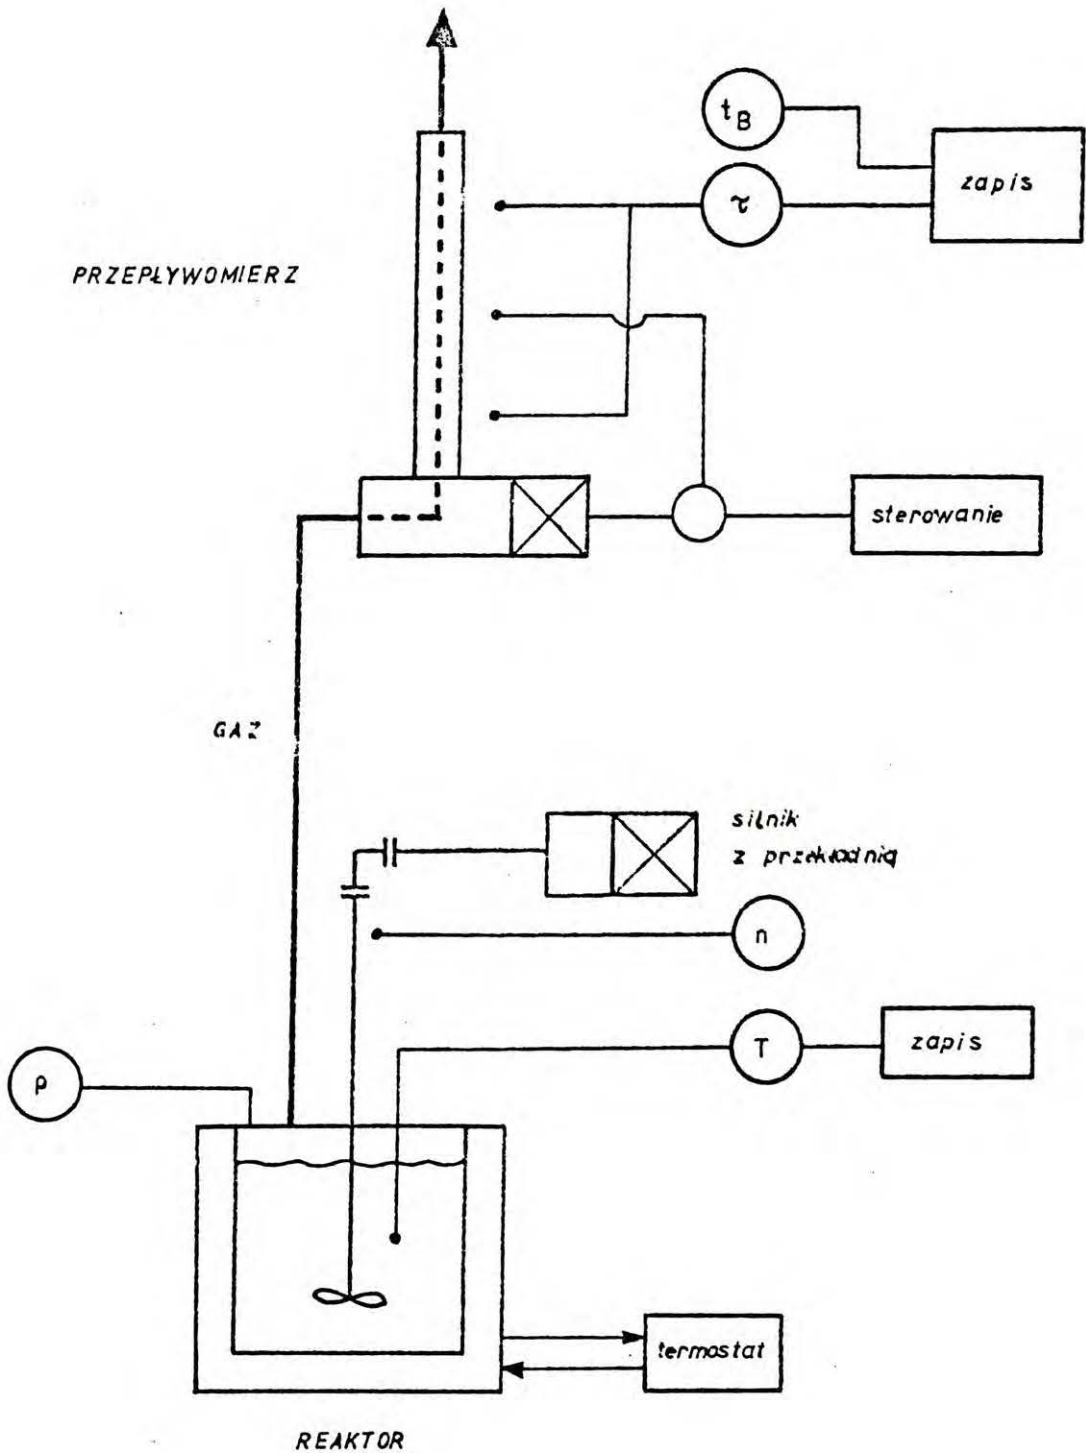 t_B
zapis
τ
PRZEPŁYWOMIERZ
sterowanie
GAZ
silnik
z przekładnią
n
T
zapis
p
termostat
REAKTOR